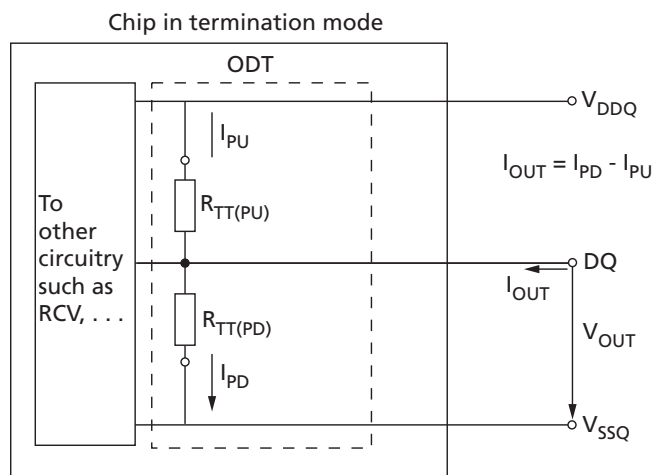 Chip in termination mode
ODT
V_DDQ
I_PU
I_OUT = I_PD - I_PU
R_TT(PU)
To
other
circuitry
such as
RCV, . . .
DQ
I_OUT
R_TT(PD)
V_OUT
I_PD
V_SSQ